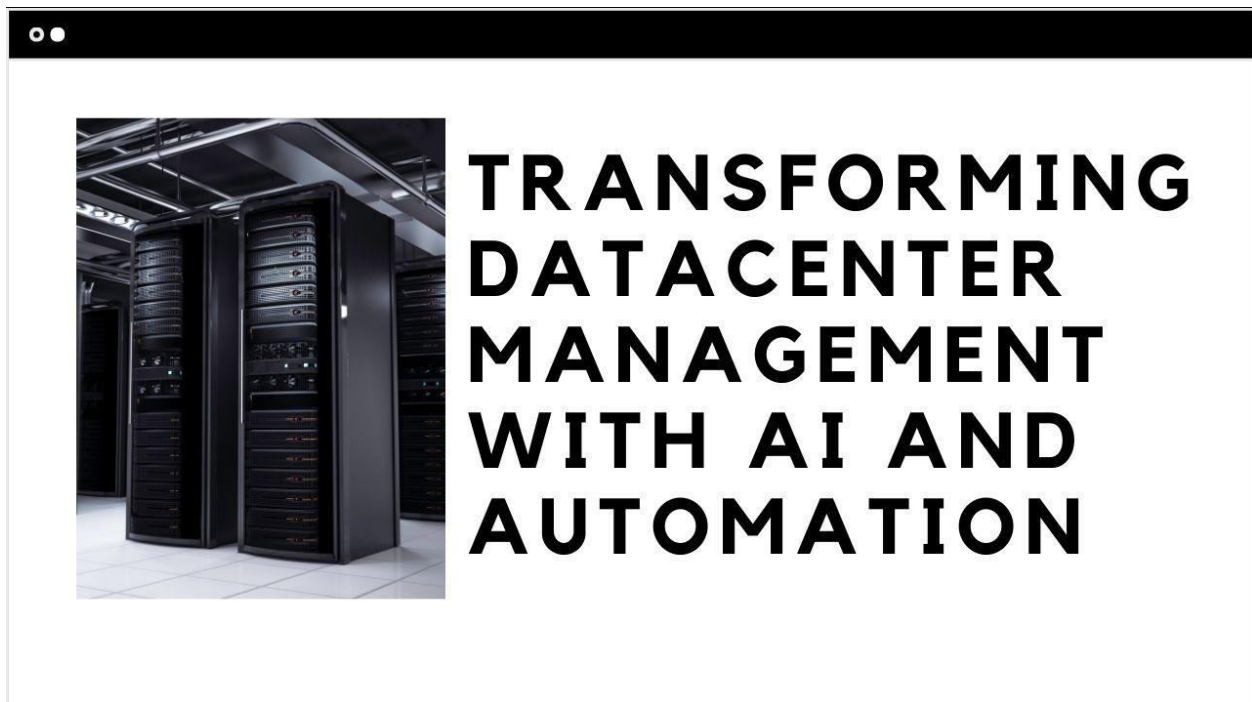 TRANSFORMING
DATACENTER
MANAGEMENT
WITH AI AND
AUTOMATION